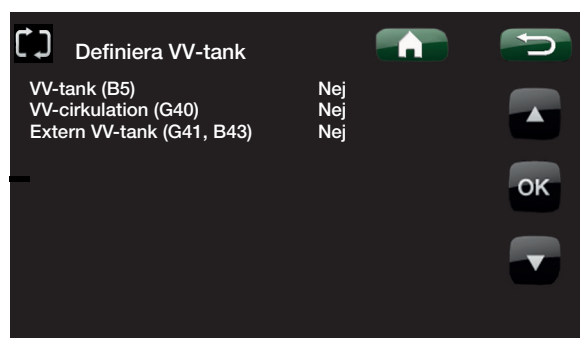 Definiera VV-tank
VV-tank (B5) Nej
VV-cirkulation (G40) Nej
Extern VV-tank (G41, B43) Nej
OK